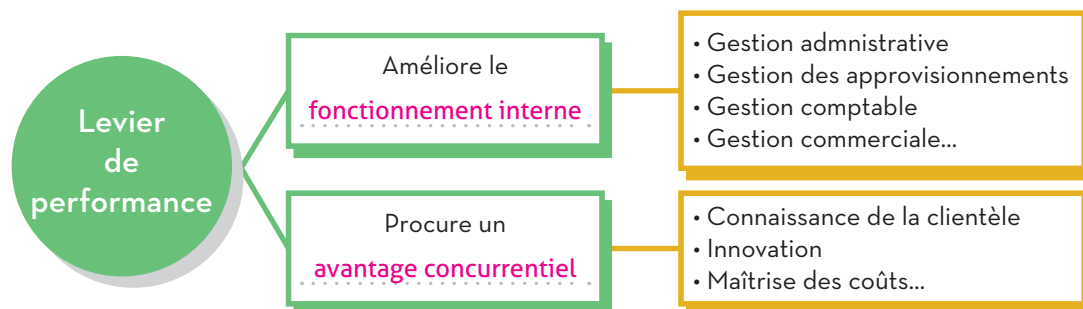 Levier
de
performance
Améliore le
fonctionnement interne
• Gestion admnistrative
• Gestion des approvisionnements
• Gestion comptable
• Gestion commerciale...
Procure un
avantage concurrentiel
• Connaissance de la clientèle
• Innovation
• Maîtrise des coûts...